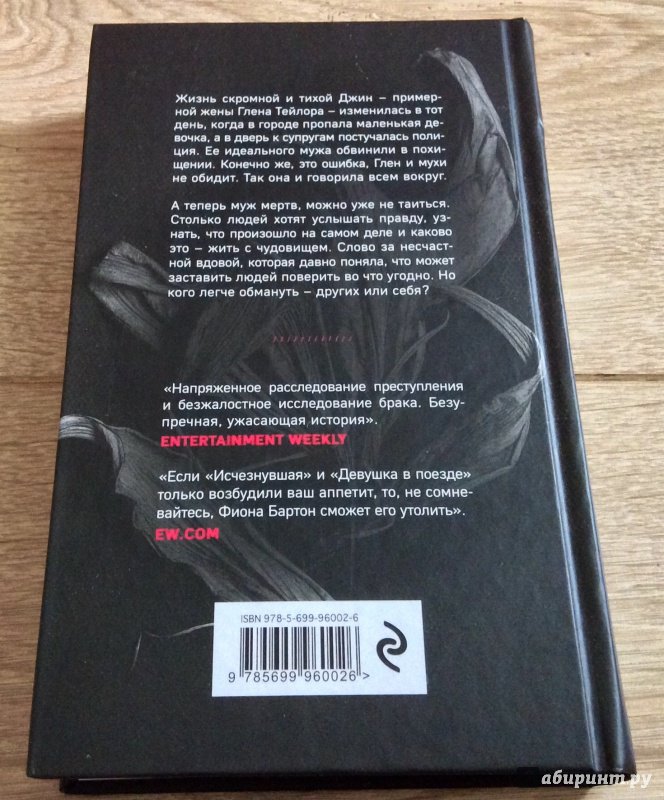 Жизнь скромной и тихой Джин – пример-
ной жены Глена Тейлора – изменилась в тот
день, когда в городе пропала маленькая де-
вочка, а в дверь к супругам постучалась поли-
ция. Ее идеального мужа обвинили в похи-
щении. Конечно же, это ошибка, Глен и мухи
не обидит. Так она и говорила всем вокруг.
А теперь муж мертв, можно уже не таиться.
Столько людей хотят услышать правду, уз-
нать, что произошло на самом деле и каково
это – жить с чудовищем. Слово за несчаст-
ной вдовой, которая давно поняла, что может
заставить людей поверить во что угодно. Но
кого легче обмануть – других или себя?
«Напряженное расследование преступления
и безжалостное исследование брака. Безу-
пречная, ужасающая история».
ENTERTAINMENT WEEKLY
«Если «Исчезнувшая» и «Девушка в поезде»
только возбудили ваш аппетит, то, не сомне-
вайтесь, Фиона Бартон сможет его утолить».
EW.COM
ISBN 978-5-699-96002-6
9 785699 960026 >
абиринт.ру